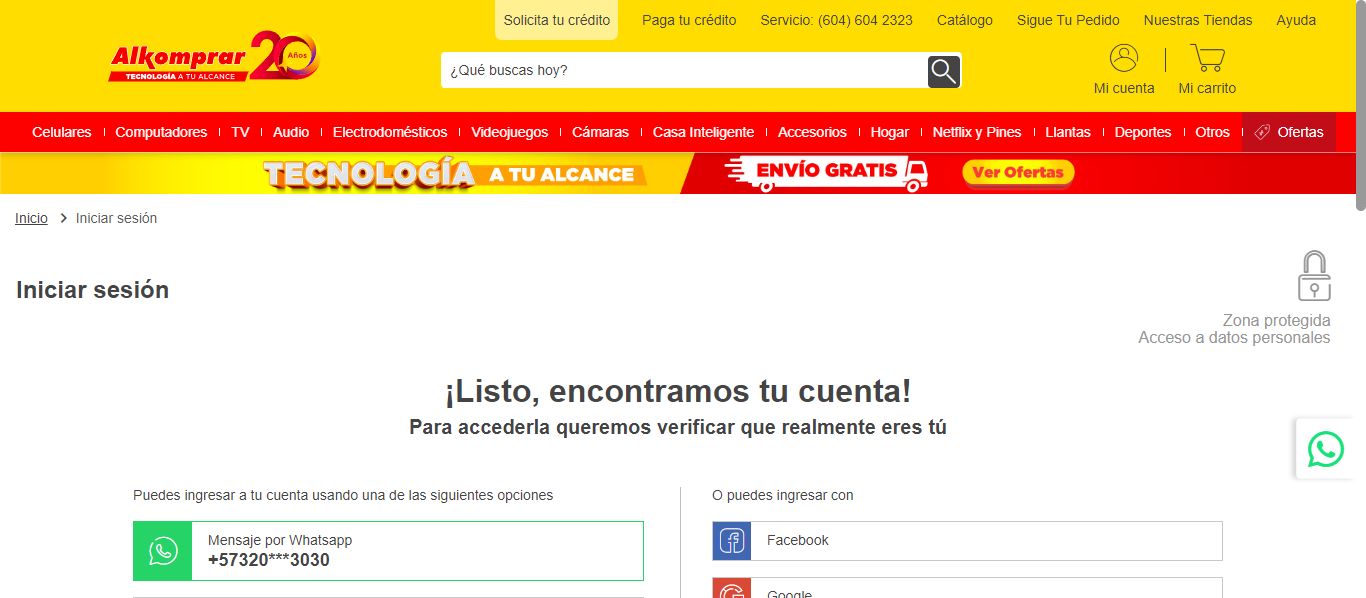 Solicita tu crédito Paga tu crédito Servicio: (604) 604 2323 Catálogo Sigue Tu Pedido Nuestras Tiendas Ayuda
Alkomprar 20 Años
TECNOLOGÍA A TU ALCANCE
¿Qué buscas hoy?
Mi cuenta Mi carrito
Celulares Computadores TV Audio Electrodomésticos Videojuegos Cámaras Casa Inteligente Accesorios Hogar Netflix y Pines Llantas Deportes Otros Ofertas
TECNOLOGÍA A TU ALCANCE ENVÍO GRATIS Ver Ofertas
Inicio Iniciar sesión
Iniciar sesión
Zona protegida
Acceso a datos personales
¡Listo, encontramos tu cuenta!
Para accederla queremos verificar que realmente eres tú
Puedes ingresar a tu cuenta usando una de las siguientes opciones
Mensaje por Whatsapp
+57320***3030
O puedes ingresar con
Facebook
Google